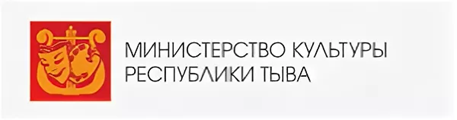 МИНИСТЕРСТВО КУЛЬТУРЫ
РЕСПУБЛИКИ ТЫВА